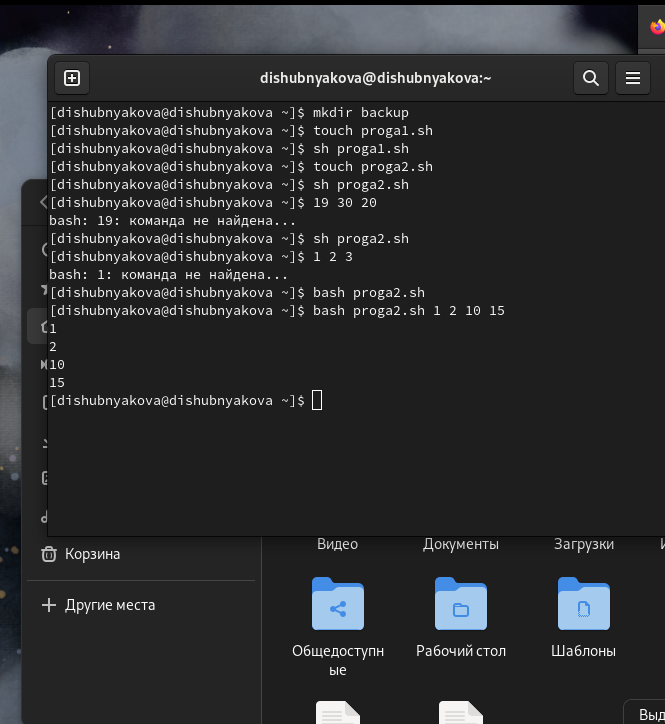 dishubnyakova@dishubnyakova:~
[dishubnyakova@dishubnyakova ~]$ mkdir backup
[dishubnyakova@dishubnyakova ~]$ touch proga1.sh
[dishubnyakova@dishubnyakova ~]$ sh proga1.sh
[dishubnyakova@dishubnyakova ~]$ touch proga2.sh
[dishubnyakova@dishubnyakova ~]$ sh proga2.sh
[dishubnyakova@dishubnyakova ~]$ 19 30 20
bash: 19: команда не найдена...
[dishubnyakova@dishubnyakova ~]$ sh proga2.sh
[dishubnyakova@dishubnyakova ~]$ 1 2 3
bash: 1: команда не найдена...
[dishubnyakova@dishubnyakova ~]$ bash proga2.sh
[dishubnyakova@dishubnyakova ~]$ bash proga2.sh 1 2 10 15
1
2
10
15
[dishubnyakova@dishubnyakova ~]$
Корзина
Другие места
Видео
Документы
Загрузки
Общедоступн
ые
Рабочий стол
Шаблоны